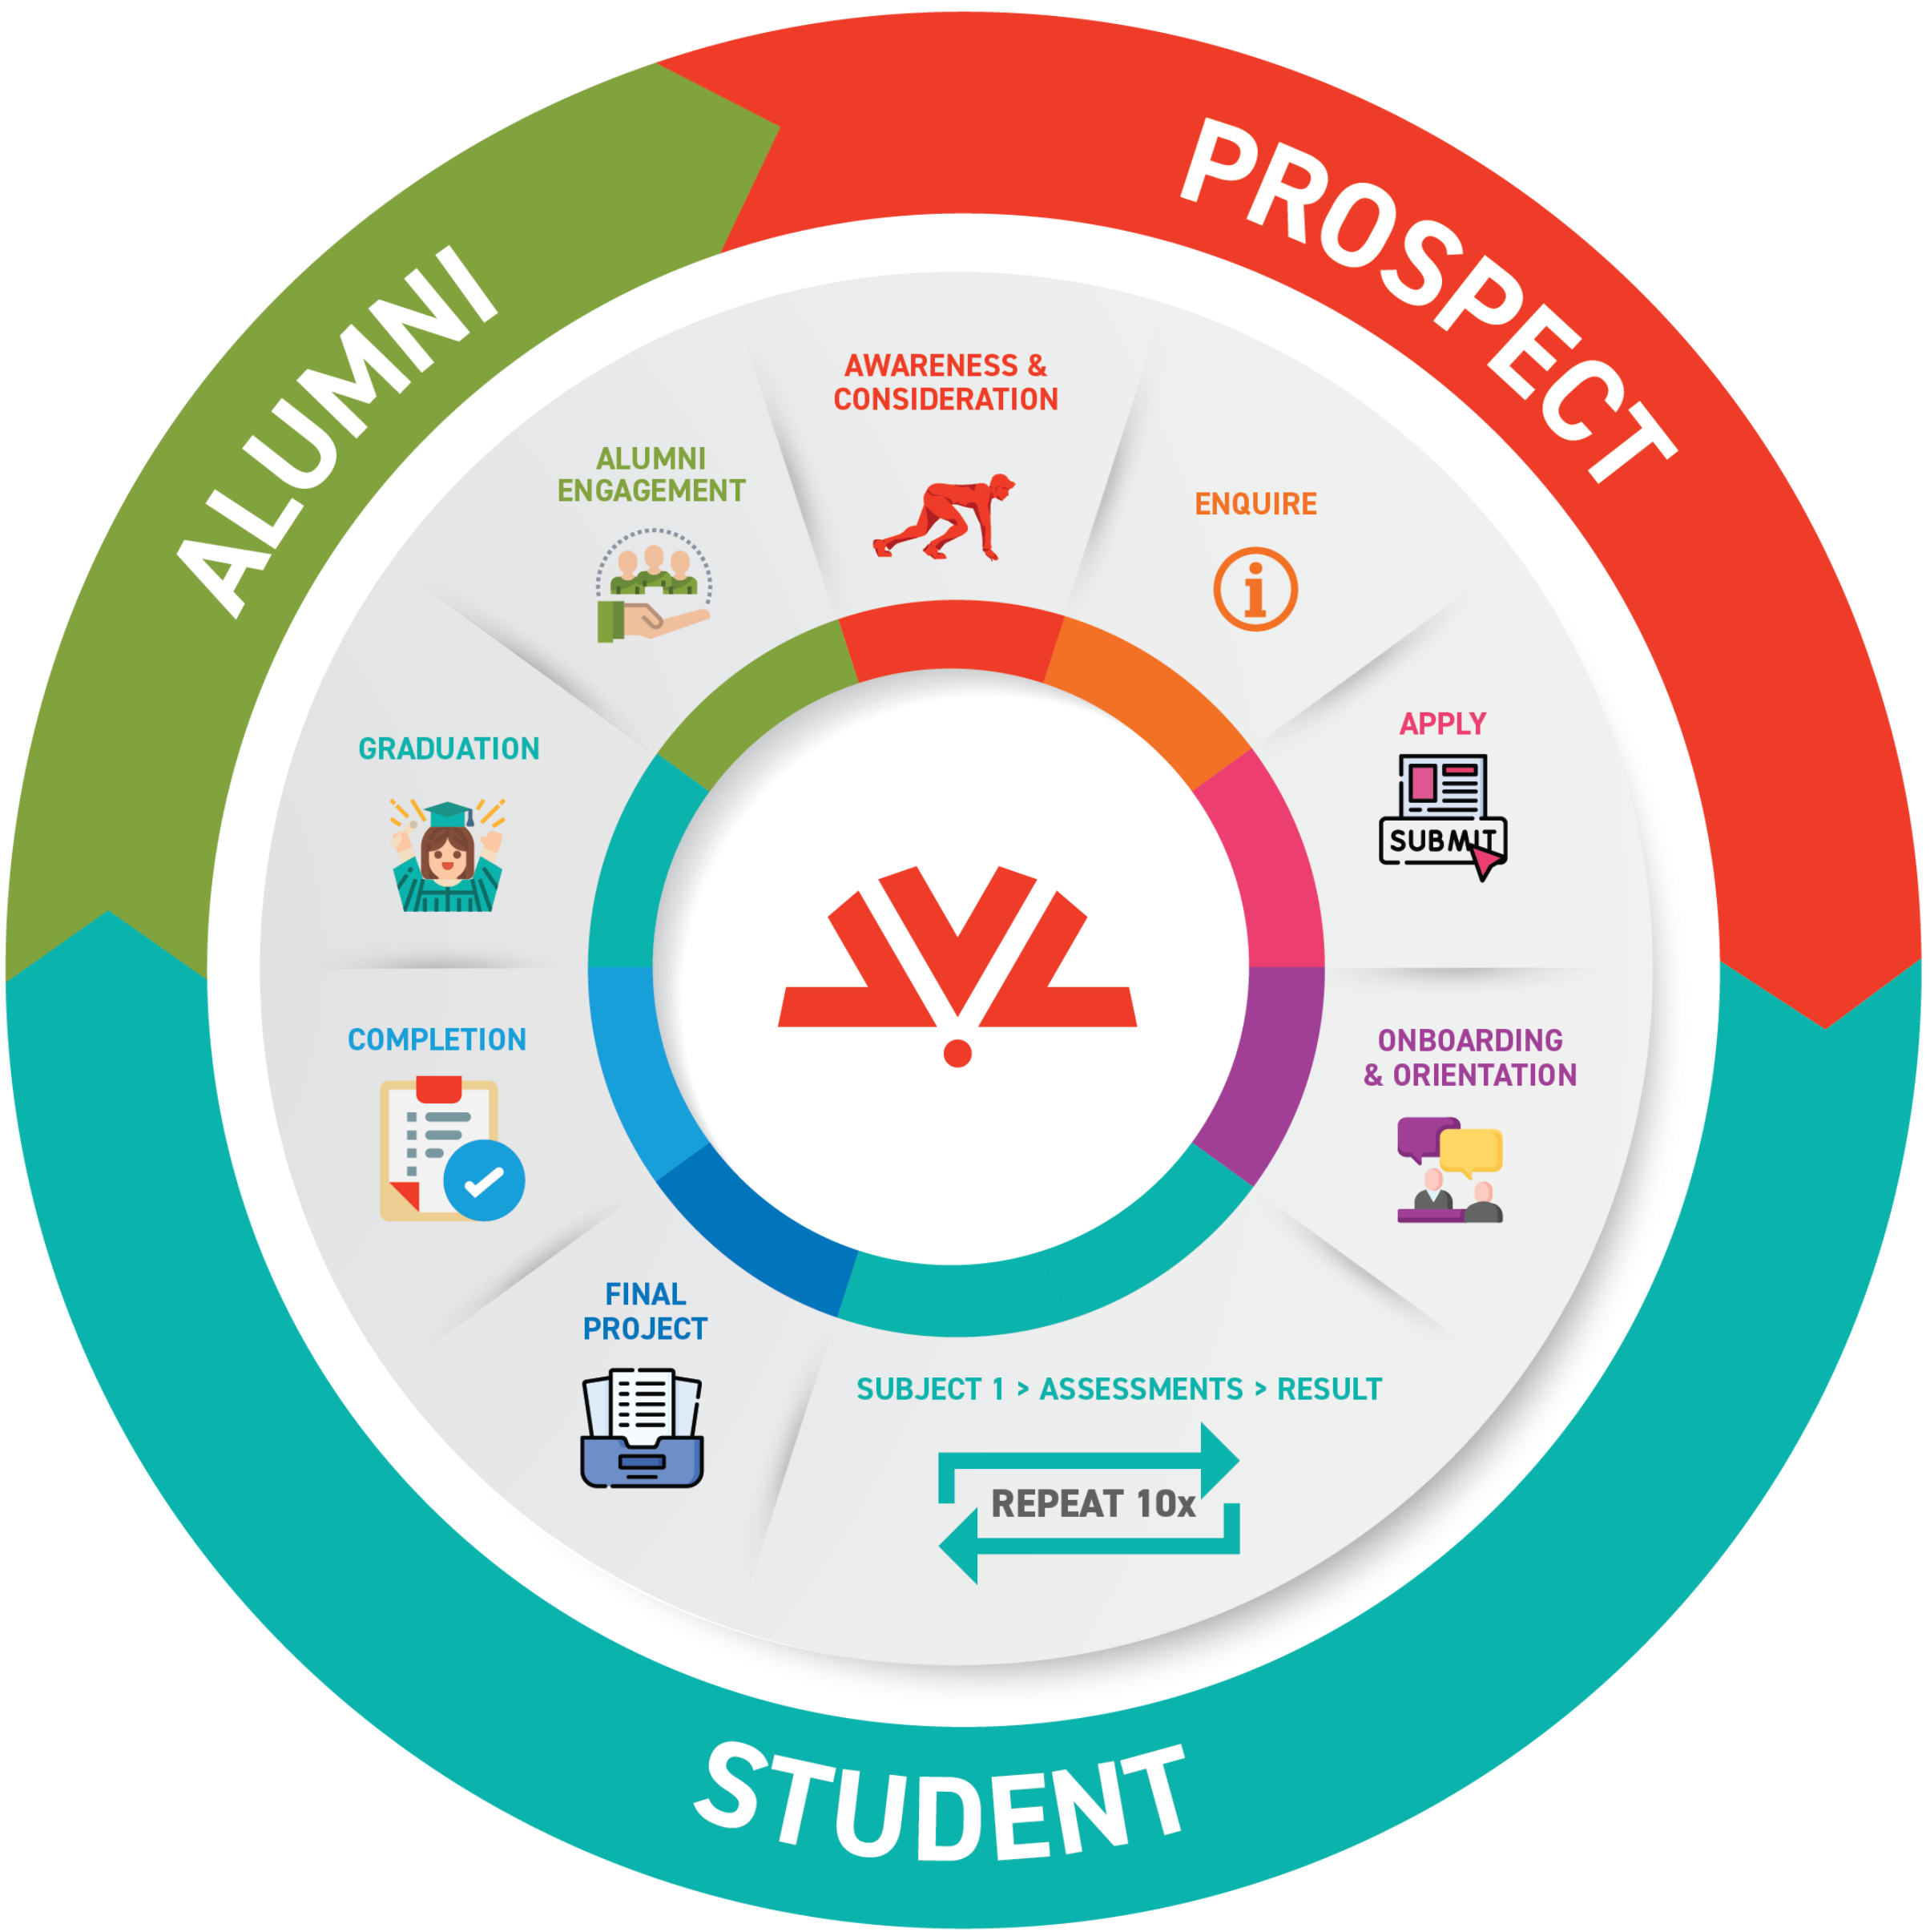 PROSPECT
STUDENT
ALUMNI
AWARENESS &
CONSIDERATION
ENQUIRE
APPLY
SUBMIT
ONBOARDING
& ORIENTATION
SUBJECT 1 > ASSESSMENTS > RESULT
REPEAT 10x
FINAL
PROJECT
COMPLETION
GRADUATION
ALUMNI
ENGAGEMENT